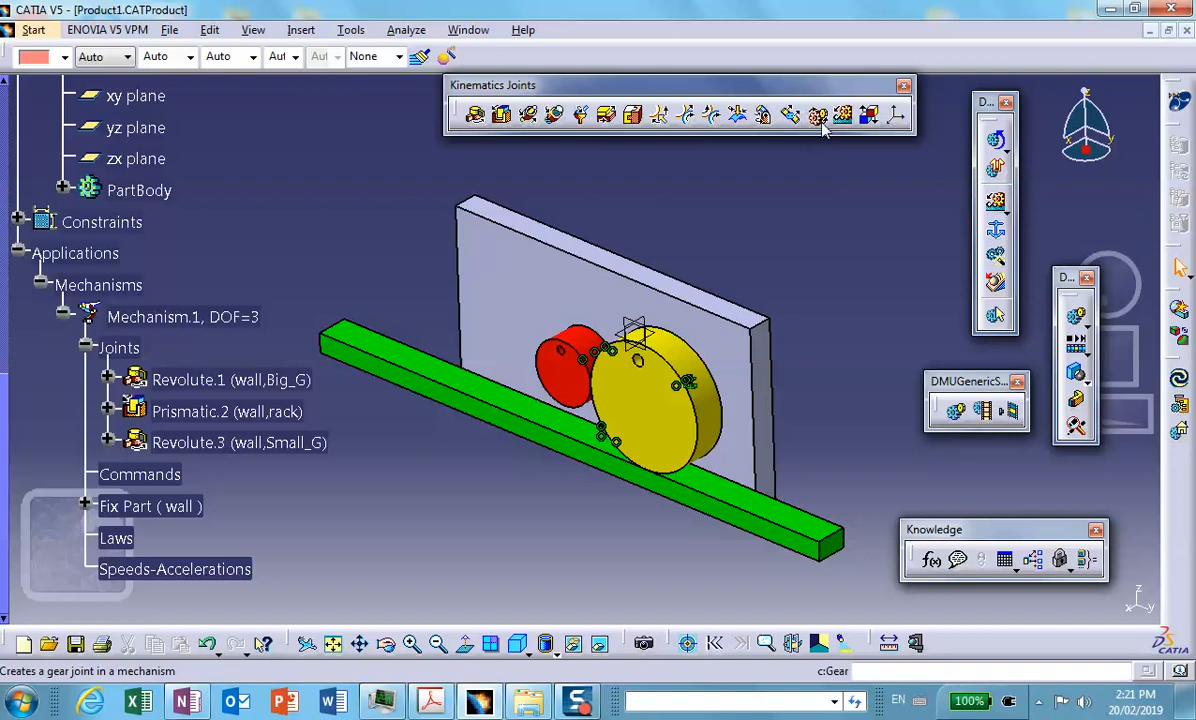 CATIA V5 - [Product1.CATProduct]
Start ENOVIA V5 VPM File Edit View Insert Tools Analyze Window Help
Auto Auto Auto Aut Aut None
Kinematics Joints
D...
xy plane
yz plane
zx plane
PartBody
Constraints
Applications
Mechanisms
Mechanism.1, DOF=3
Joints
Revolute.1 (wall,Big_G)
Prismatic.2 (wall,rack)
Revolute.3 (wall,Small_G)
Commands
Fix Part ( wall )
Laws
Speeds-Accelerations
D...
DMUGenericS...
Knowledge
f(x)
z
x y
CATIA
Creates a gear joint in a mechanism
c:Gear
EN
100%
2:21 PM
20/02/2019